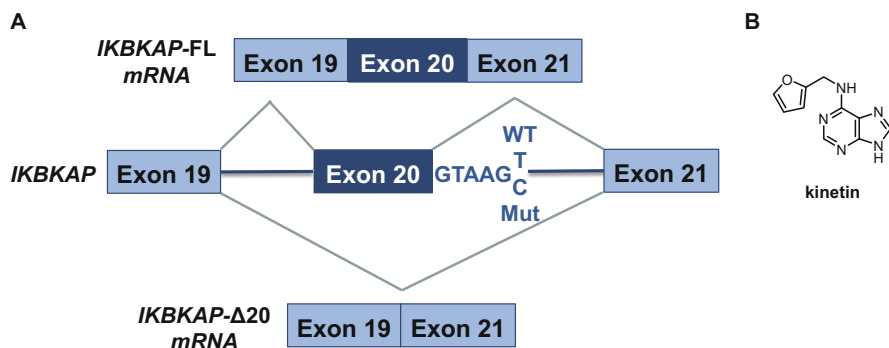 A
IKBKAP-FL
mRNA
Exon 19 Exon 20 Exon 21
WT
IKBKAP Exon 19 Exon 20 GTAAG T Exon 21
C
Mut
IKBKAP-Δ20
mRNA
Exon 19 Exon 21
B
O
NH
N N
N N
H
kinetin